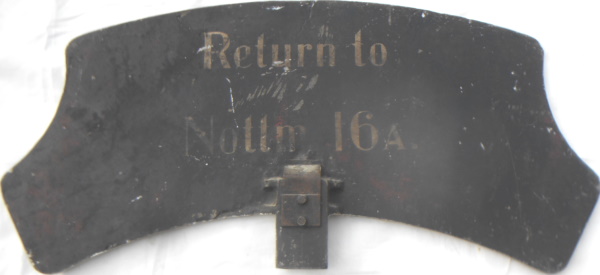 Return to
Nottm 16A.